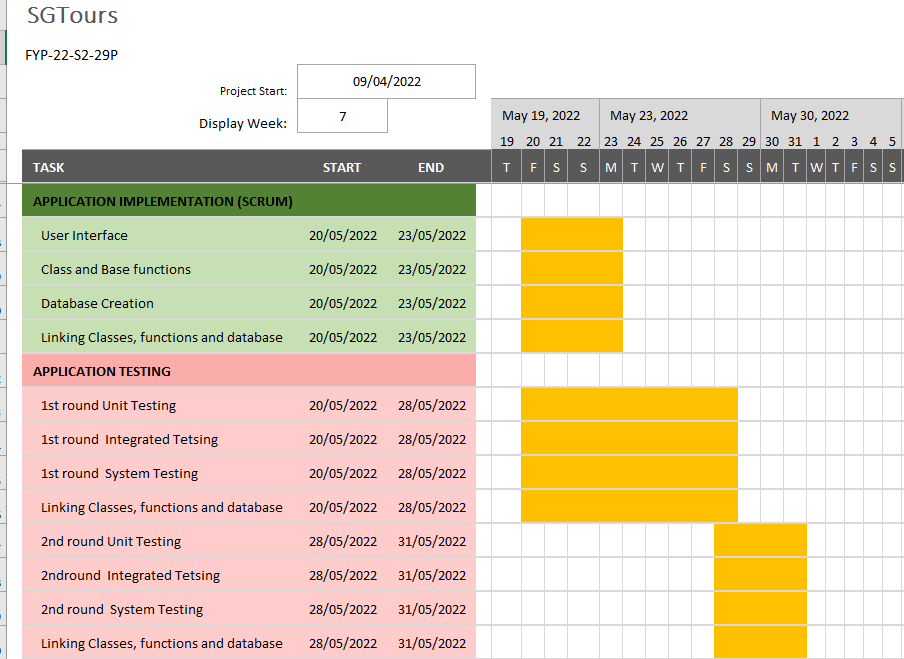 SGTours
FYP-22-S2-29P
Project Start: 09/04/2022
Display Week: 7
May 19, 2022 May 23, 2022 May 30, 2022
19 20 21 22 23 24 25 26 27 28 29 30 31 1 2 3 4 5
TASK START END T F S S M T W T F S S M T W T F S S
APPLICATION IMPLEMENTATION (SCRUM)
User Interface 20/05/2022 23/05/2022
Class and Base functions 20/05/2022 23/05/2022
Database Creation 20/05/2022 23/05/2022
Linking Classes, functions and database 20/05/2022 23/05/2022
APPLICATION TESTING
1st round Unit Testing 20/05/2022 28/05/2022
1st round  Integrated Tetsing 20/05/2022 28/05/2022
1st round  System Testing 20/05/2022 28/05/2022
Linking Classes, functions and database 20/05/2022 28/05/2022
2nd round Unit Testing 28/05/2022 31/05/2022
2ndround  Integrated Tetsing 28/05/2022 31/05/2022
2nd round  System Testing 28/05/2022 31/05/2022
Linking Classes, functions and database 28/05/2022 31/05/2022